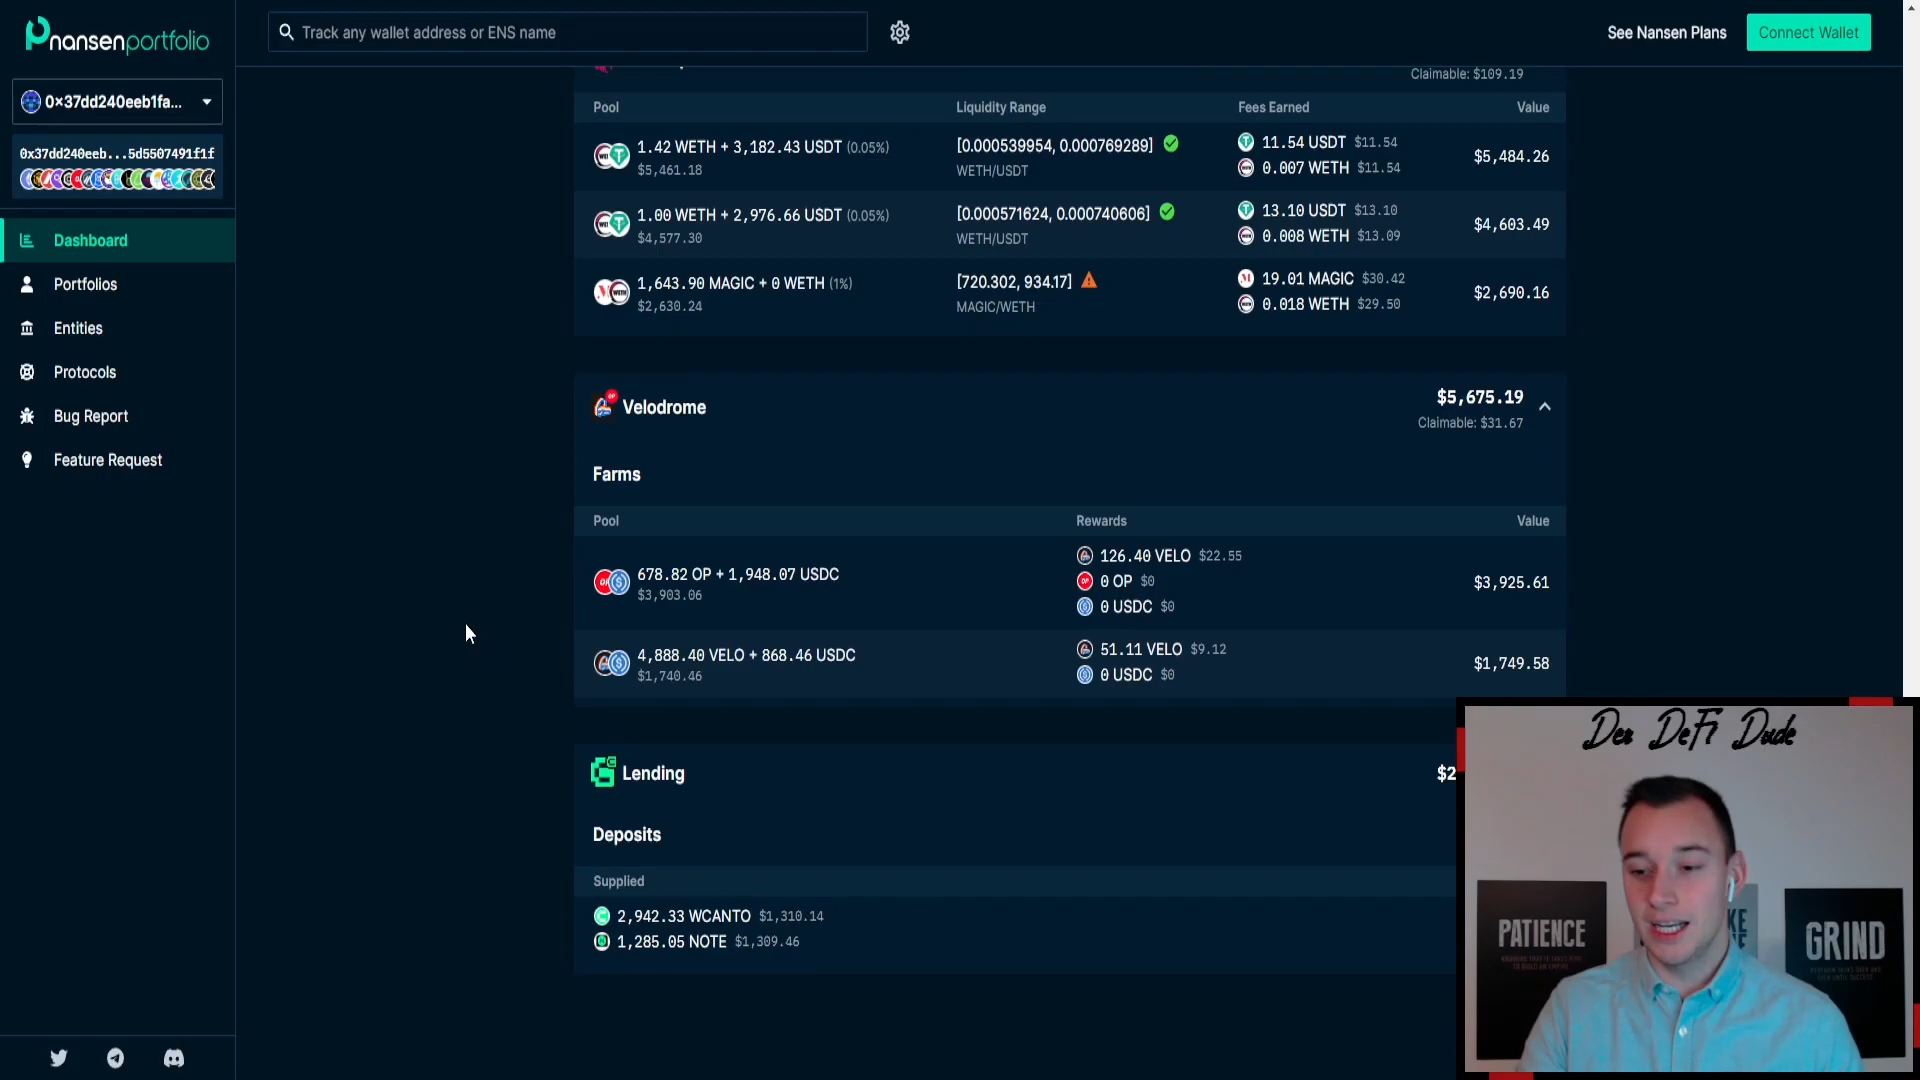 nansenportfolio
Track any wallet address or ENS name
See Nansen Plans
Connect Wallet
0×37dd240eeb1fa...
0x37dd240eeb...5d5507491f1f
Dashboard
Portfolios
Entities
Protocols
Bug Report
Feature Request
Claimable: $109.19
Pool
Liquidity Range
Fees Earned
Value
1.42 WETH + 3,182.43 USDT (0.05%)
$5,461.18
[0.000539954, 0.000769289]
WETH/USDT
11.54 USDT $11.54
0.007 WETH $11.54
$5,484.26
1.00 WETH + 2,976.66 USDT (0.05%)
$4,577.30
[0.000571624, 0.000740606]
WETH/USDT
13.10 USDT $13.10
0.008 WETH $13.09
$4,603.49
1,643.90 MAGIC + 0 WETH (1%)
$2,630.24
[720.302, 934.17]
MAGIC/WETH
19.01 MAGIC $30.42
0.018 WETH $29.50
$2,690.16
Velodrome
$5,675.19
Claimable: $31.67
Farms
Pool
Rewards
Value
678.82 OP + 1,948.07 USDC
$3,903.06
126.40 VELO $22.55
0 OP $0
0 USDC $0
$3,925.61
4,888.40 VELO + 868.46 USDC
$1,740.46
51.11 VELO $9.12
0 USDC $0
$1,749.58
Lending
$2
Deposits
Supplied
2,942.33 WCANTO $1,310.14
1,285.05 NOTE $1,309.46
Der DeFi Dude
PATIENCE
GRIND